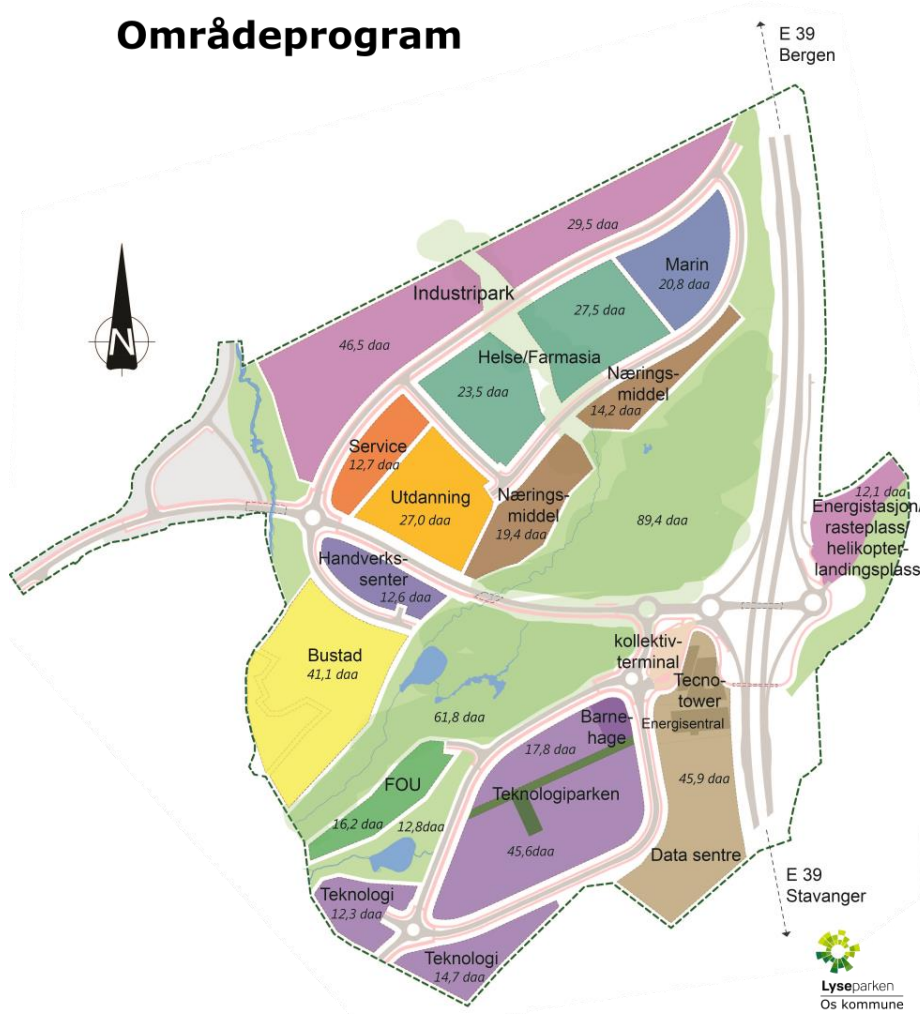 Områdeprogram
E 39
Bergen
29,5 daa
Marin
20,8 daa
Industripark
27,5 daa
46,5 daa
Helse/Farmasia
23,5 daa
Nærings-
middel
14,2 daa
N
Service
12,7 daa
Utdanning
27,0 daa
Nærings-
middel
19,4 daa
89,4 daa
12,1 daa
Energistasjon/
rasteplass/
helikopter-
landingsplass
Handverks-
senter
12,6 daa
kollektiv-
terminal
Bustad
41,1 daa
Tecno-
tower
Energisentral
61,8 daa
Barne-
hage
17,8 daa
FOU
16,2 daa
12,8daa
Teknologiparken
45,6daa
45,9 daa
Data sentre
E 39
Stavanger
Teknologi
12,3 daa
Teknologi
14,7 daa
Lyseparken
Os kommune